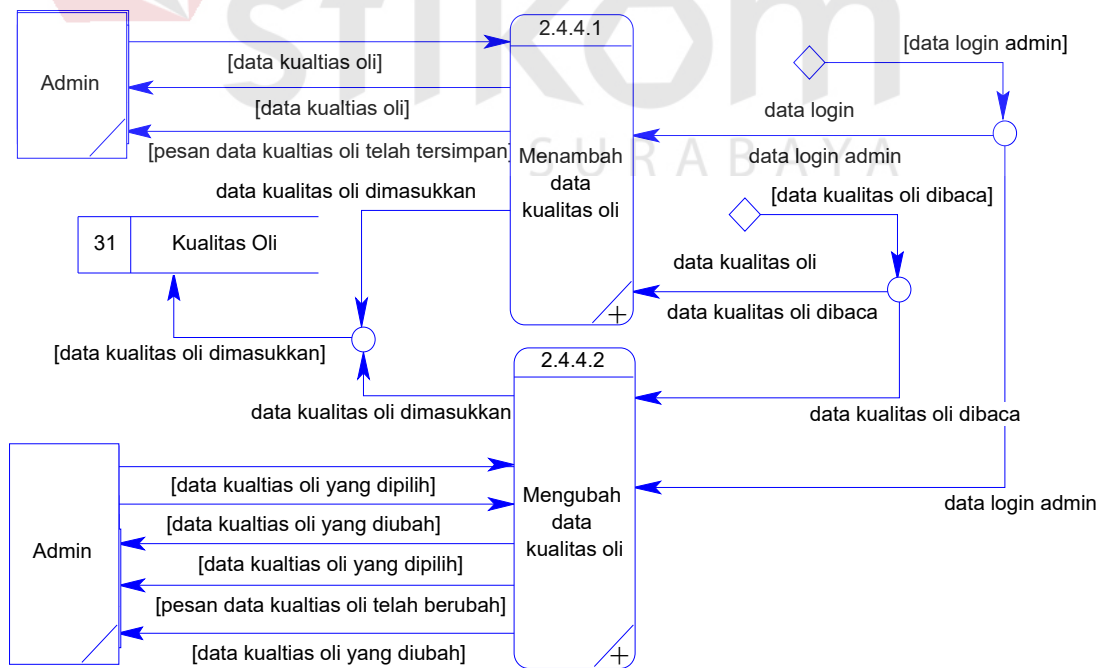 stikom
SURABAYA
2.4.4.1
[data login admin]
[data kualtias oli]
Admin
[data kualtias oli]
data login
[pesan data kualtias oli telah tersimpan]
Menambah
data
kualitas oli
data login admin
data kualitas oli dimasukkan
[data kualitas oli dibaca]
31
Kualitas Oli
data kualitas oli
data kualitas oli dibaca
[data kualitas oli dimasukkan]
2.4.4.2
data kualitas oli dimasukkan
data kualitas oli dibaca
[data kualtias oli yang dipilih]
Mengubah
data
kualitas oli
data login admin
[data kualtias oli yang diubah]
Admin
[data kualtias oli yang dipilih]
[pesan data kualtias oli telah berubah]
[data kualtias oli yang diubah]